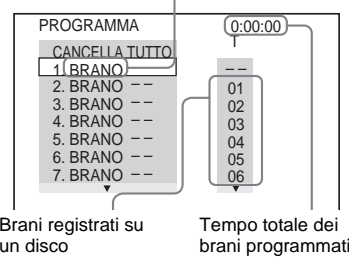 PROGRAMMA 0:00:00
CANCELLA TUTTO T
1. BRANO – –
2. BRANO – – 01
3. BRANO – – 02
4. BRANO – – 03
5. BRANO – – 04
6. BRANO – – 05
7. BRANO – – 06
Brani registrati su un disco
Tempo totale dei brani programmati